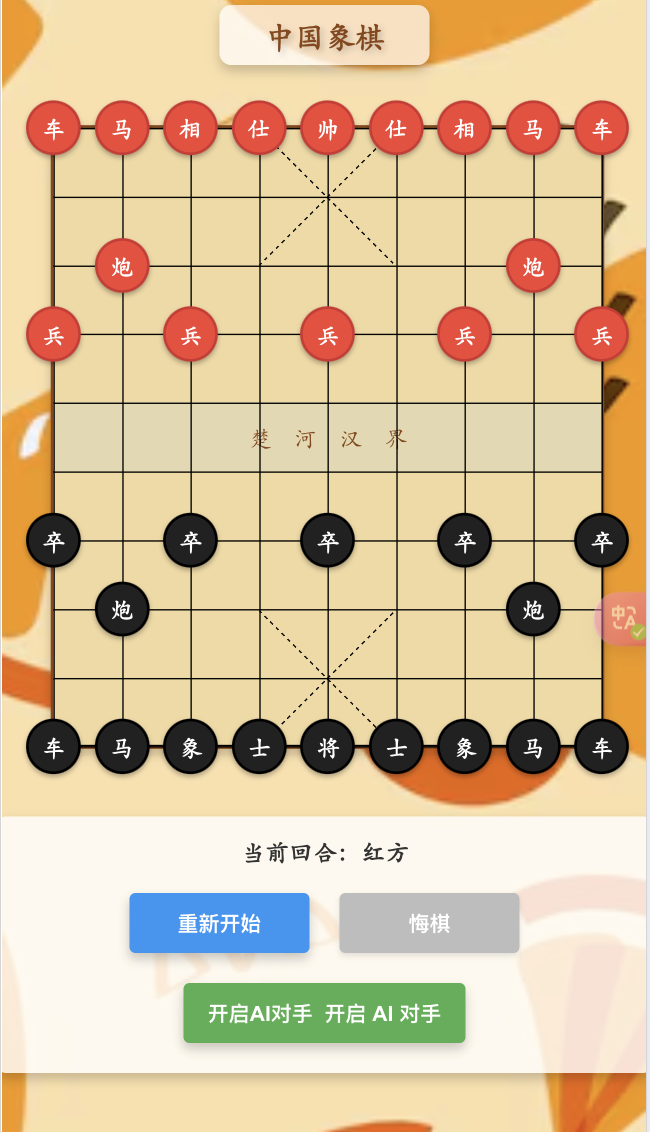 中国象棋
车 马 相 仕 帅 仕 相 马 车
炮 炮
兵 兵 兵 兵 兵
楚 河 汉 界
卒 卒 卒 卒 卒
炮 炮
车 马 象 士 将 士 象 马 车
当前回合：红方
重新开始 悔棋
开启AI对手 开启 AI 对手